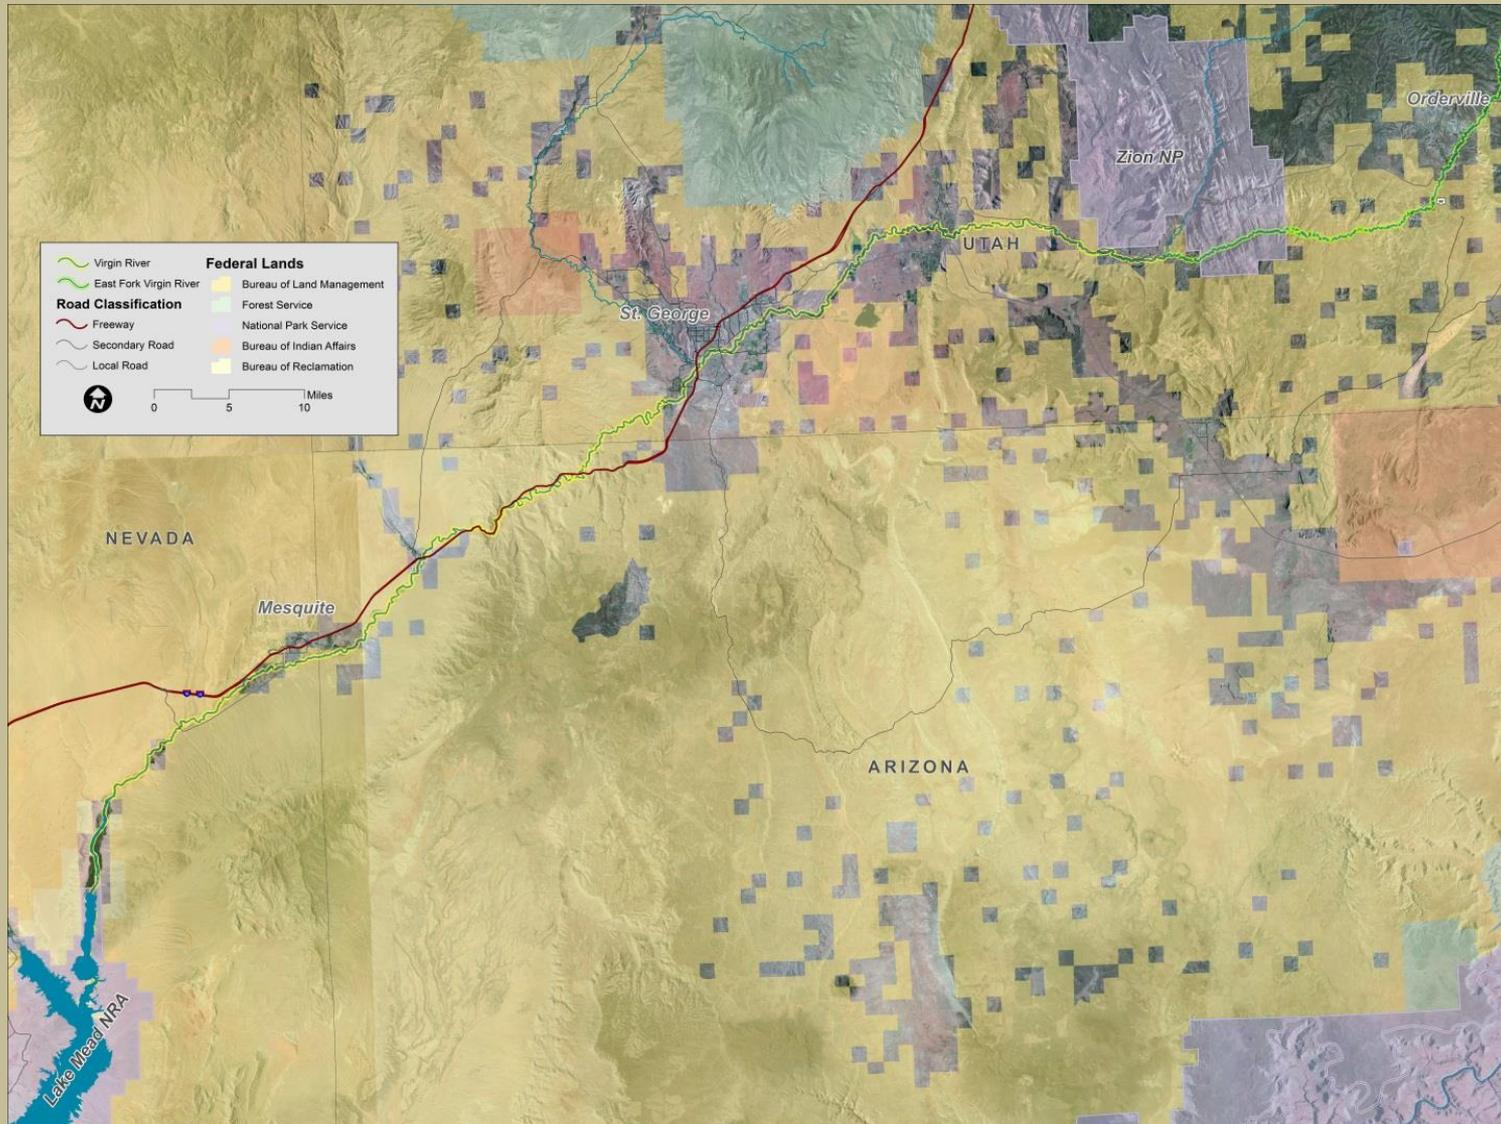 Orderville
Zion NP
UTAH
Virgin River
East Fork Virgin River
Road Classification
Freeway
Secondary Road
Local Road
Federal Lands
Bureau of Land Management
Forest Service
National Park Service
Bureau of Indian Affairs
Bureau of Reclamation
N
Miles
0 5 10
St. George
NEVADA
Mesquite
ARIZONA
Lake Mead NRA